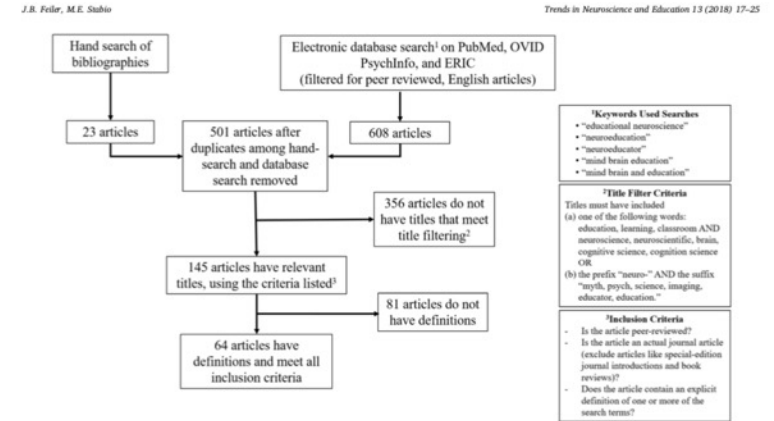 J.B. Feiler, M.E. Stabio
Trends in Neuroscience and Education 13 (2018) 17–25
Hand search of
bibliographies
Electronic database search¹ on PubMed, OVID
PsychInfo, and ERIC
(filtered for peer reviewed, English articles)
23 articles
501 articles after
duplicates among hand-
search and database
search removed
608 articles
356 articles do not
have titles that meet
title filtering²
145 articles have relevant
titles, using the criteria listed³
81 articles do not
have definitions
64 articles have
definitions and meet all
inclusion criteria
¹Keywords Used Searches
• "educational neuroscience"
• "neuroeducation"
• "neuroeducator"
• "mind brain education"
• "mind brain and education"
²Title Filter Criteria
Titles must have included
(a) one of the following words:
education, learning, classroom AND
neuroscience, neuroscientific, brain,
cognitive science, cognition science
OR
(b) the prefix "neuro-" AND the suffix
"myth, psych, science, imaging,
educator, education."
³Inclusion Criteria
- Is the article peer-reviewed?
- Is the article an actual journal article
(exclude articles like special-edition
journal introductions and book
reviews)?
- Does the article contain an explicit
definition of one or more of the
search terms?